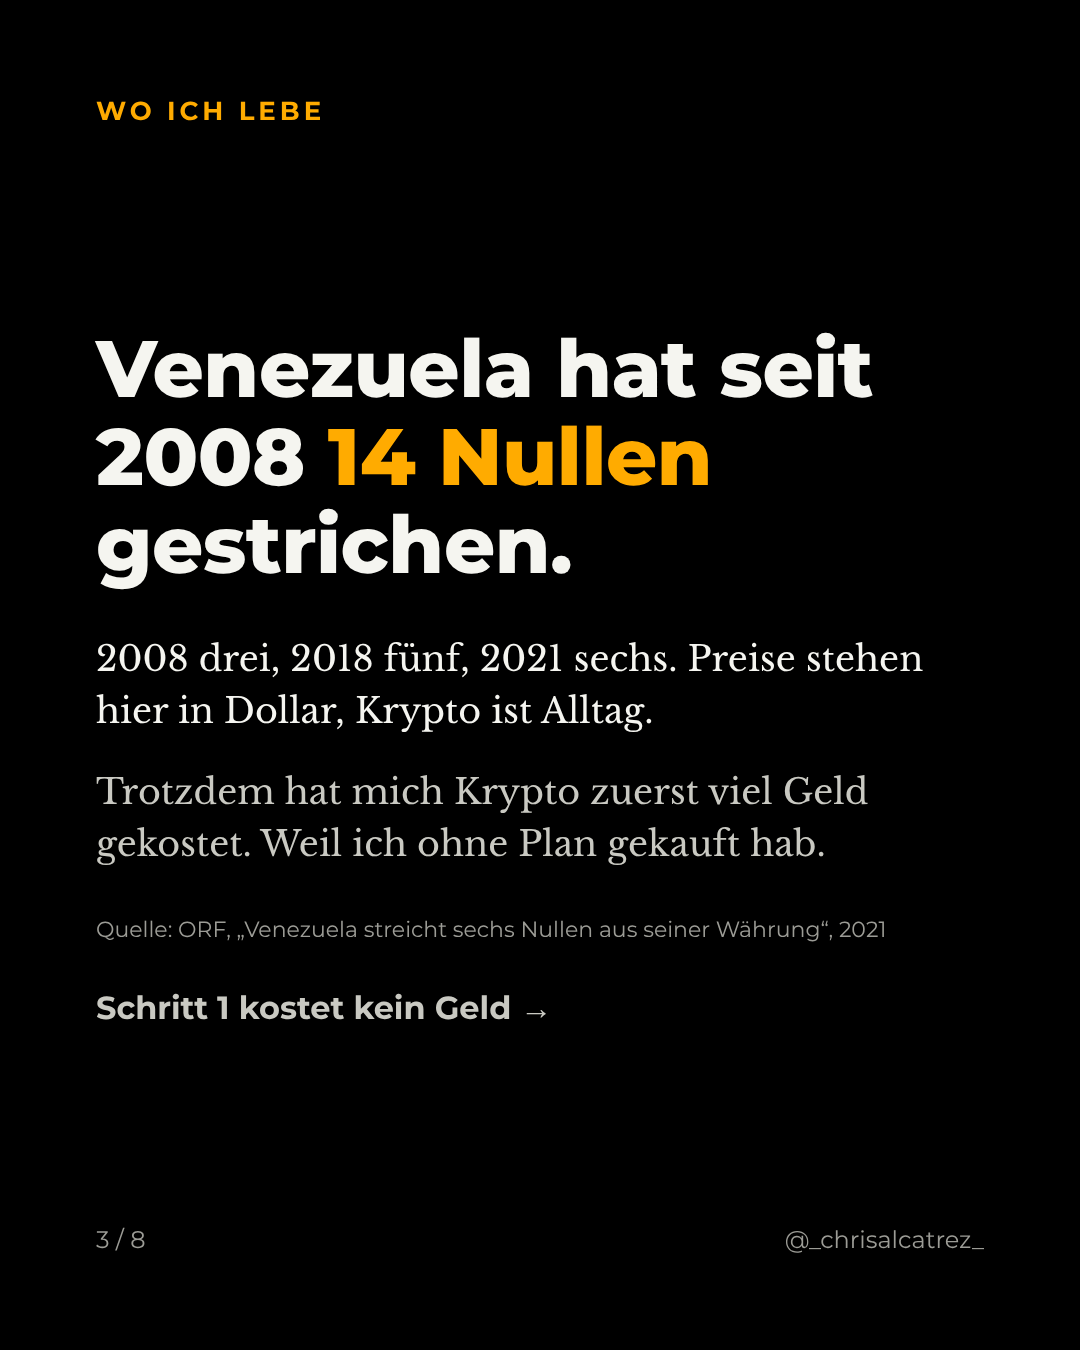 WO ICH LEBE
Venezuela hat seit
2008 14 Nullen
gestrichen.
2008 drei, 2018 fünf, 2021 sechs. Preise stehen
hier in Dollar, Krypto ist Alltag.
Trotzdem hat mich Krypto zuerst viel Geld
gekostet. Weil ich ohne Plan gekauft hab.
Quelle: ORF, „Venezuela streicht sechs Nullen aus seiner Währung“, 2021
Schritt 1 kostet kein Geld →
3 / 8
@_chrisalcatrez_